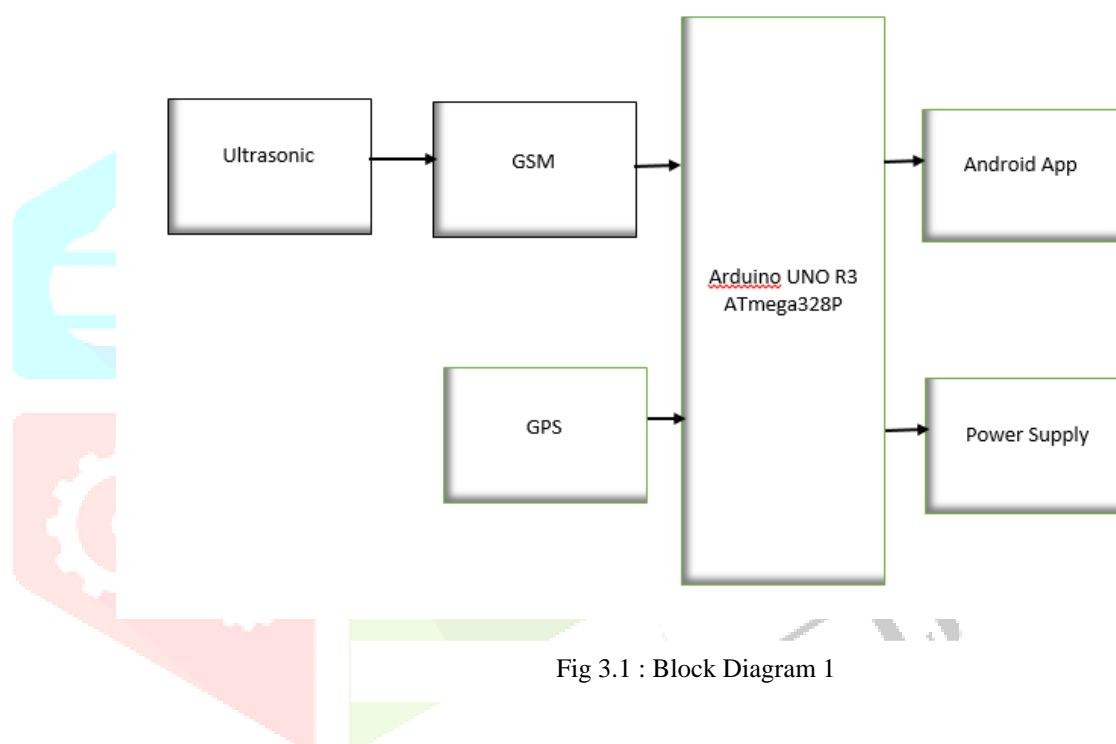 Ultrasonic
GSM
Android App
Arduino UNO R3
ATmega328P
GPS
Power Supply
Fig 3.1 : Block Diagram 1